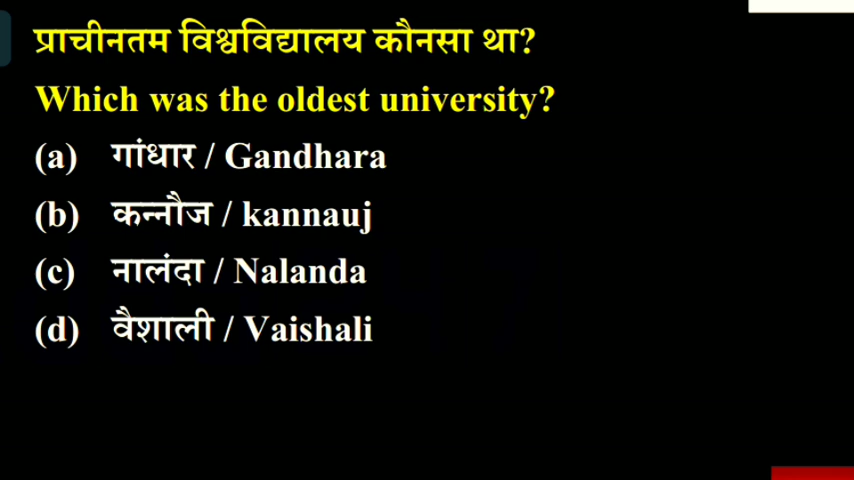 प्राचीनतम विश्वविद्यालय कौनसा था?
Which was the oldest university?
(a) गांधार / Gandhara
(b) कन्नौज / kannauj
(c) नालंदा / Nalanda
(d) वैशाली / Vaishali